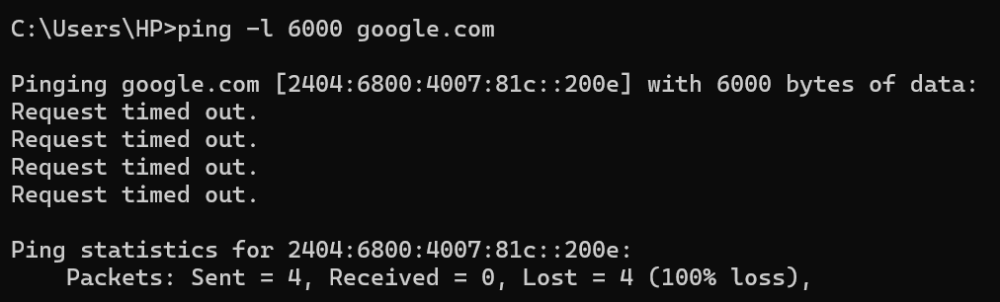 C:\Users\HP>ping -l 6000 google.com
Pinging google.com [2404:6800:4007:81c::200e] with 6000 bytes of data:
Request timed out.
Request timed out.
Request timed out.
Request timed out.
Ping statistics for 2404:6800:4007:81c::200e:
    Packets: Sent = 4, Received = 0, Lost = 4 (100% loss),